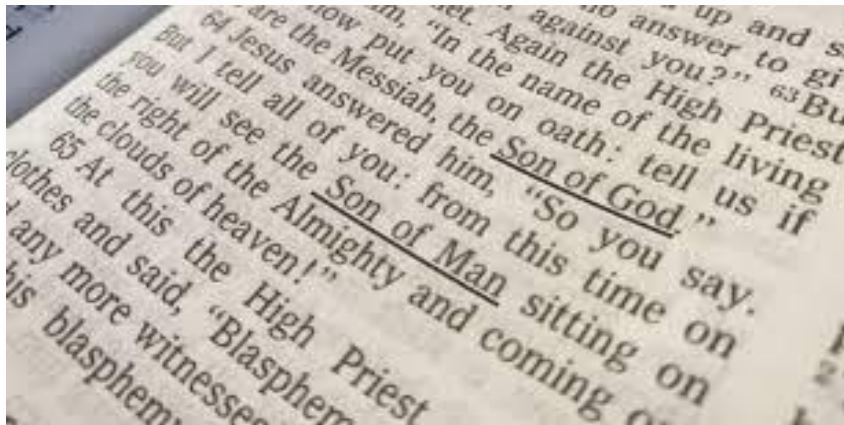 up and s
no answer to gi
against you?" 63 Bu
net. Again the High Priest
"In the name of the living
now put you on oath: tell us if
are the Messiah, the Son of God."
64 Jesus answered him, "So you say.
But I tell all of you: from this time on
you will see the Son of Man sitting on
the right of the Almighty and coming o
the clouds of heaven!"
65 At this the High Priest
clothes and said, "Blasphem
any more witnesses
his blasphemy